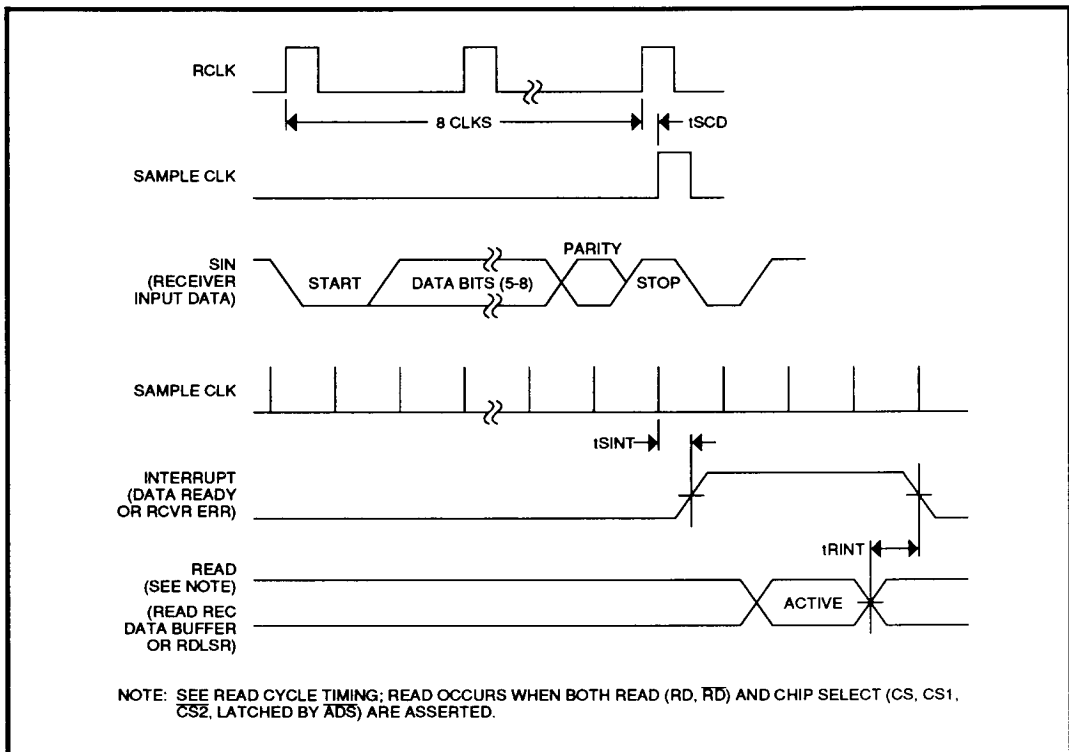 RCLK
8 CLKS
tSCD
SAMPLE CLK
SIN
(RECEIVER
INPUT DATA)
START
DATA BITS (5-8)
PARITY
STOP
SAMPLE CLK
tSINT
INTERRUPT
(DATA READY
OR RCVR ERR)
tRINT
READ
(SEE NOTE)
(READ REC
DATA BUFFER
OR RDLSR)
ACTIVE
NOTE: SEE READ CYCLE TIMING; READ OCCURS WHEN BOTH READ (RD, R̅D̅) AND CHIP SELECT (CS, CS1,
C̅S̅2̅, LATCHED BY A̅D̅S̅) ARE ASSERTED.